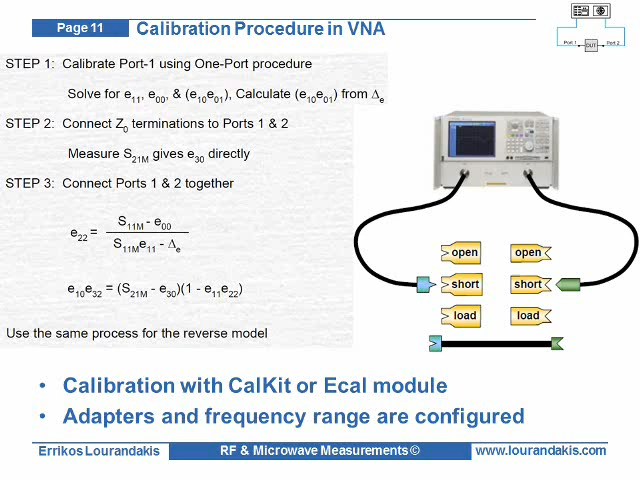 Page 11
Calibration Procedure in VNA
Port 1 DUT Port 2
STEP 1: Calibrate Port-1 using One-Port procedure
Solve for e11, e00, & (e10e01), Calculate (e10e01) from Δe
STEP 2: Connect Z0 terminations to Ports 1 & 2
Measure S21M gives e30 directly
STEP 3: Connect Ports 1 & 2 together
e22 = S11M - e00
S11Me11 - Δe
e10e32 = (S21M - e30)(1 - e11e22)
Use the same process for the reverse model
open open
short short
load load
• Calibration with CalKit or Ecal module
• Adapters and frequency range are configured
Errikos Lourandakis
RF & Microwave Measurements ©
www.lourandakis.com